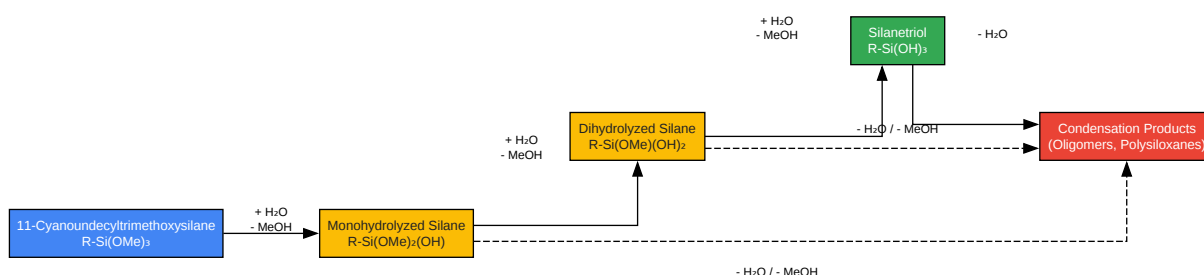 + H₂O
- MeOH
Silanetriol
R-Si(OH)₃
- H₂O
+ H₂O
- MeOH
Dihydrolyzed Silane
R-Si(OMe)(OH)₂
- H₂O / - MeOH
Condensation Products
(Oligomers, Polysiloxanes)
11-Cyanoundecyltrimethoxysilane
R-Si(OMe)₃
+ H₂O
- MeOH
Monohydrolyzed Silane
R-Si(OMe)₂(OH)
- H₂O / - MeOH